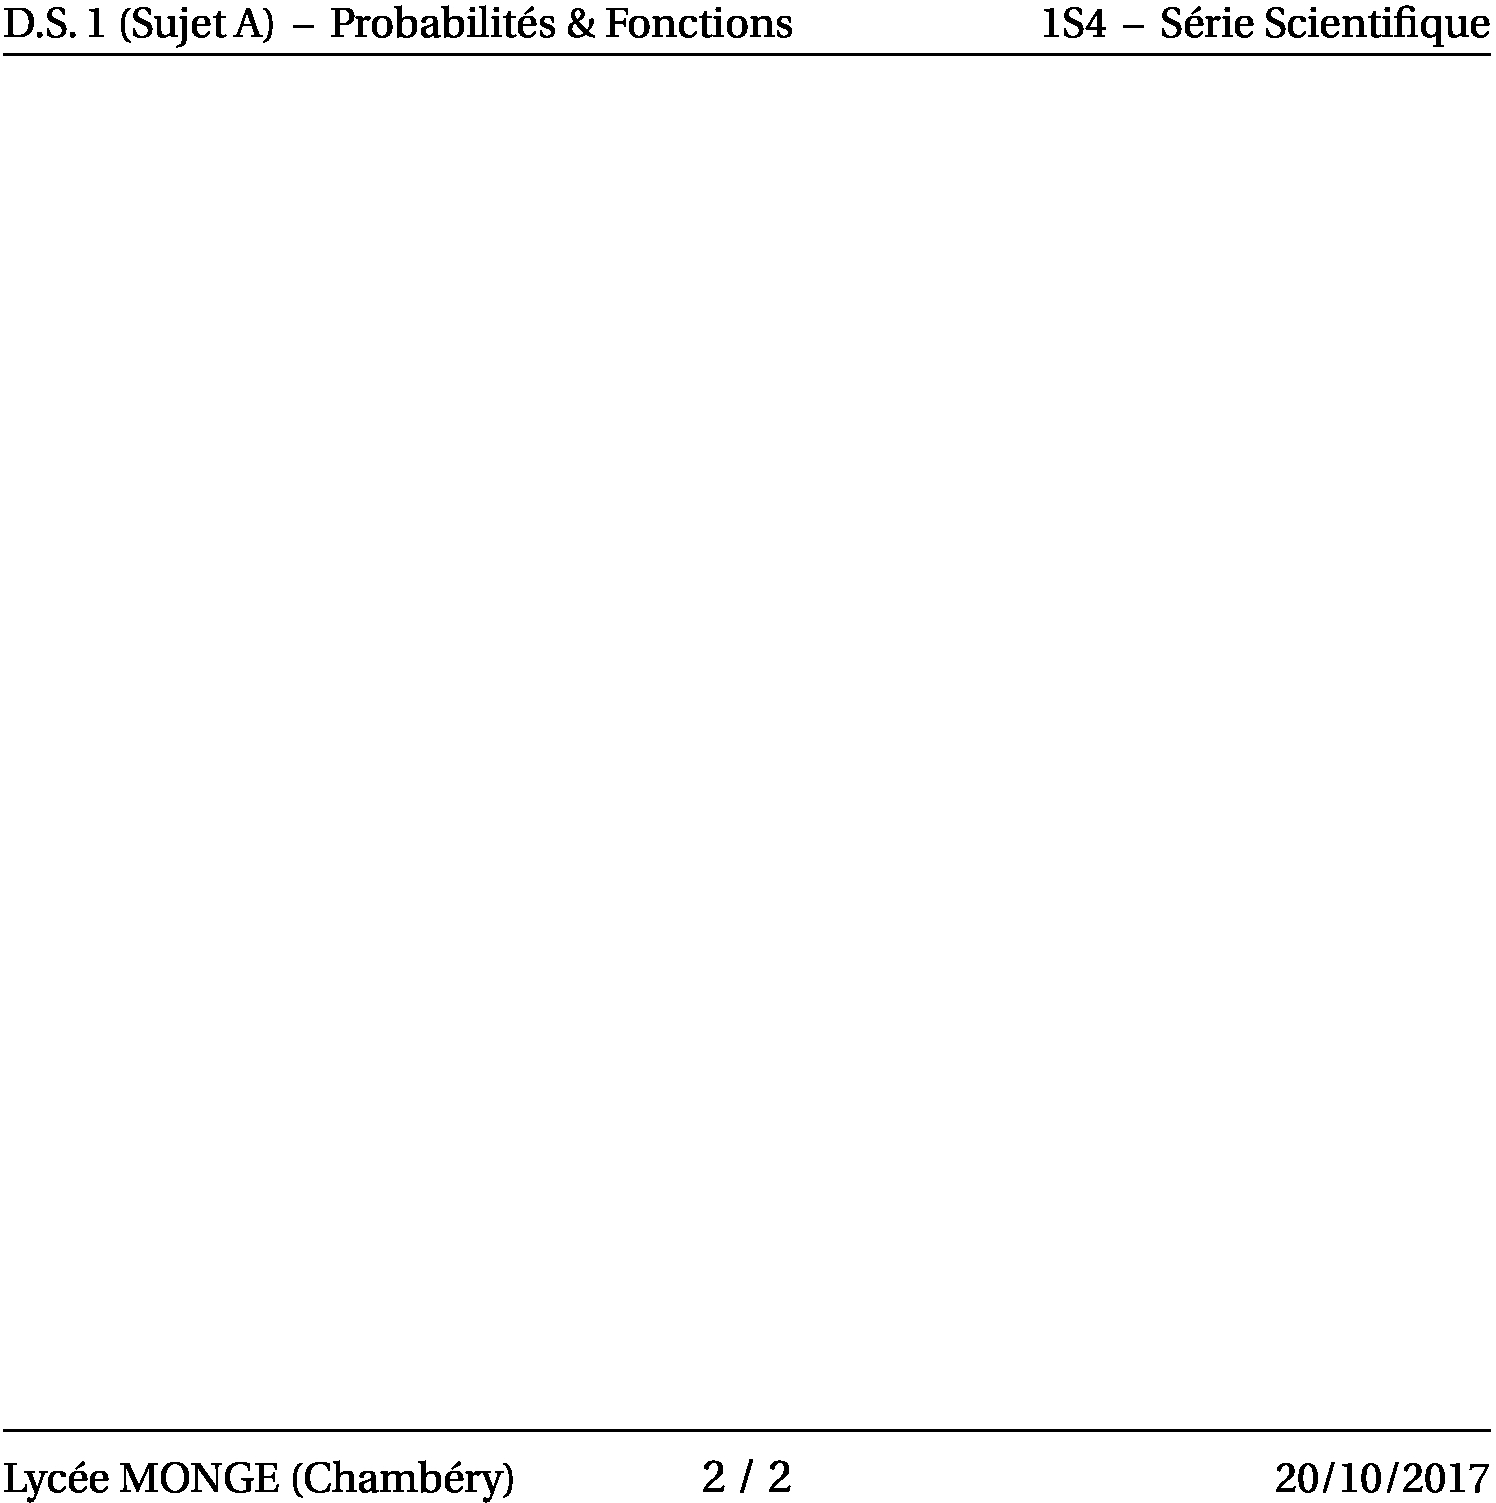 D.S. 1 (Sujet A) – Probabilités & Fonctions 1S4 – Série Scientifique
Lycée MONGE (Chambéry) 2 / 2 20/10/2017